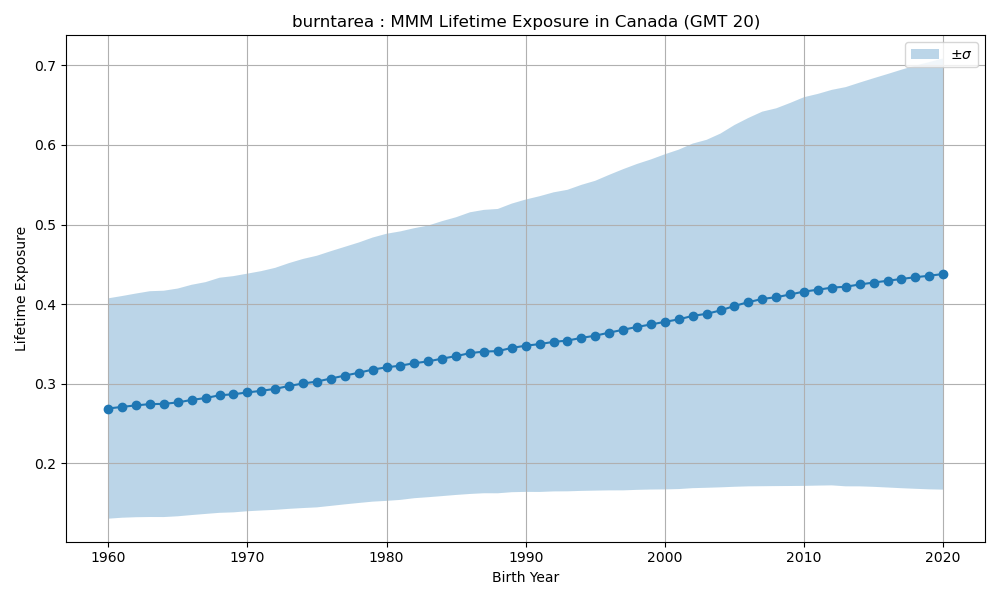 burntarea : MMM Lifetime Exposure in Canada (GMT 20)
±σ
Lifetime Exposure
0.7
0.6
0.5
0.4
0.3
0.2
1960 1970 1980 1990 2000 2010 2020
Birth Year